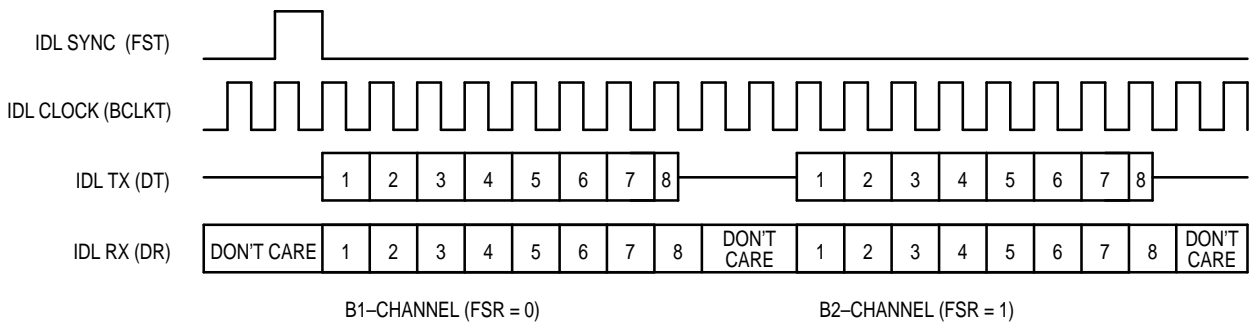 IDL SYNC (FST)
IDL CLOCK (BCLKT)
IDL TX (DT) 1 2 3 4 5 6 7 8 1 2 3 4 5 6 7 8
IDL RX (DR) DON'T CARE 1 2 3 4 5 6 7 8 DON'T CARE 1 2 3 4 5 6 7 8 DON'T CARE
B1–CHANNEL (FSR = 0) B2–CHANNEL (FSR = 1)